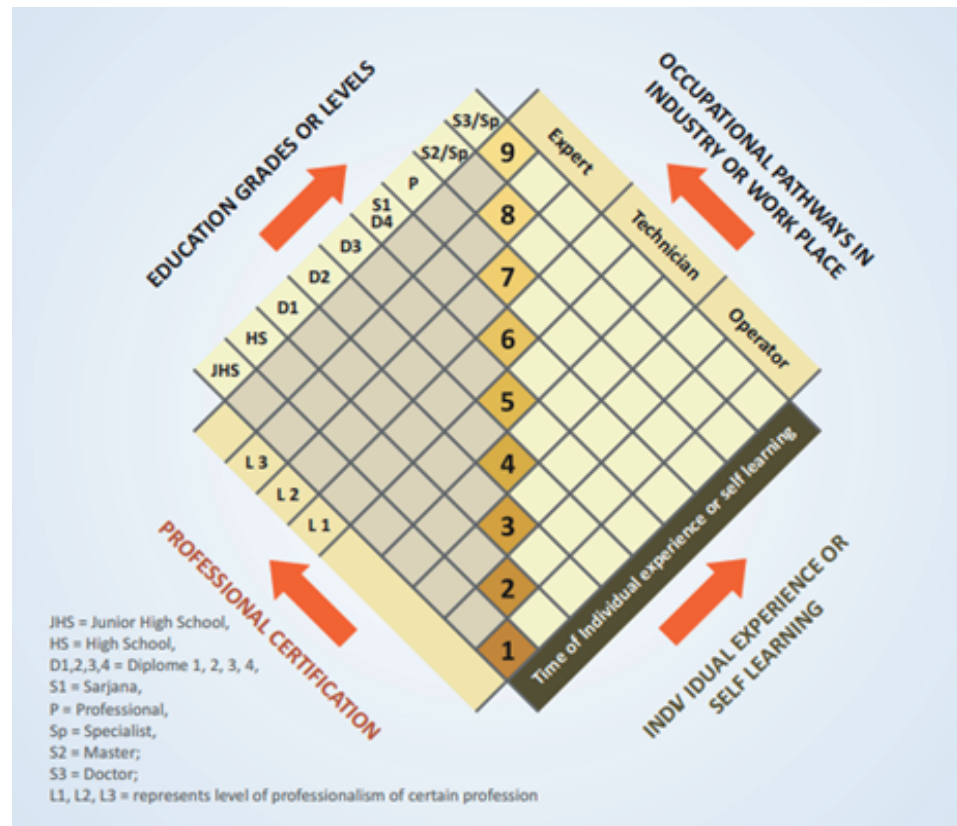 EDUCATION GRADES OR LEVELS
OCCUPATIONAL PATHWAYS IN
INDUSTRY OR WORK PLACE
S3/Sp
S2/Sp
P
S1
D4
D3
D2
D1
HS
JHS
Expert
Technician
Operator
9
8
7
6
5
4
3
2
1
L 3
L 2
L 1
Time of Individual experience or self learning
PROFESSIONAL CERTIFICATION
INDV IDUAL EXPERIENCE OR
SELF LEARNING
JHS = Junior High School,
HS = High School,
D1,2,3,4 = Diplome 1, 2, 3, 4,
S1 = Sarjana,
P = Professional,
Sp = Specialist,
S2 = Master;
S3 = Doctor;
L1, L2, L3 = represents level of professionalism of certain profession